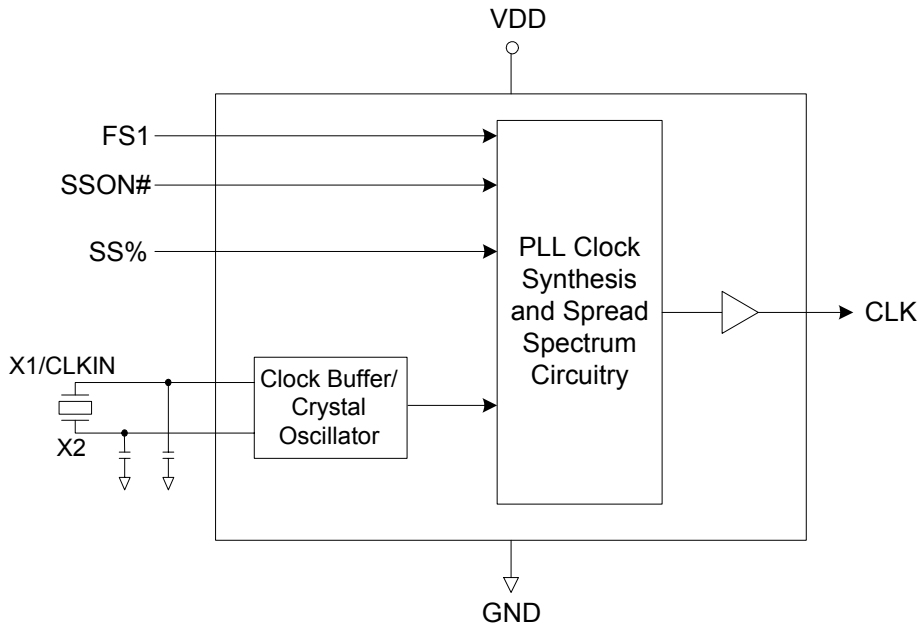 VDD
FS1
SSON#
SS%
PLL Clock
Synthesis
and Spread
Spectrum
Circuitry
CLK
X1/CLKIN
X2
Clock Buffer/
Crystal
Oscillator
GND